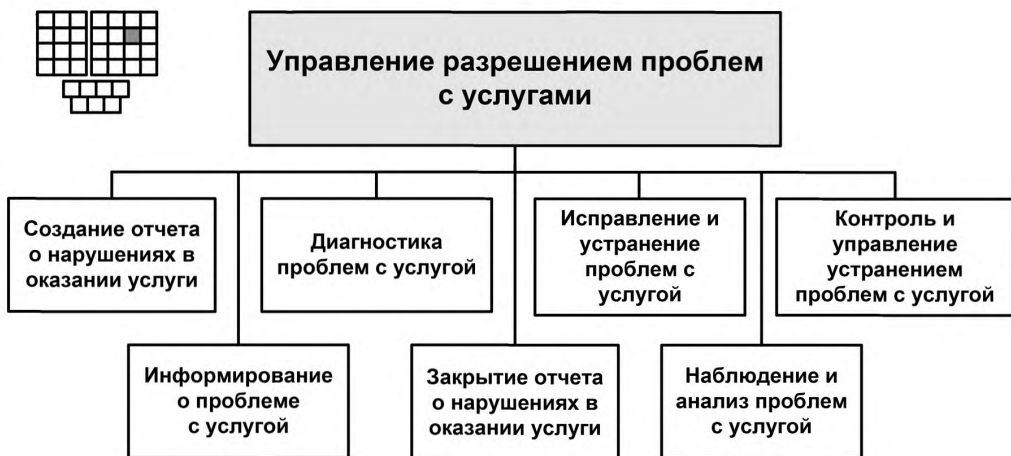 Управление разрешением проблем
с услугами
Создание отчета
о нарушениях в
оказании услуги
Диагностика
проблем с услугой
Исправление и
устранение
проблем с
услугой
Контроль и
управление
устранением
проблем с услугой
Информирование
о проблеме
с услугой
Закрытие отчета
о нарушениях в
оказании услуги
Наблюдение и
анализ проблем
с услугой